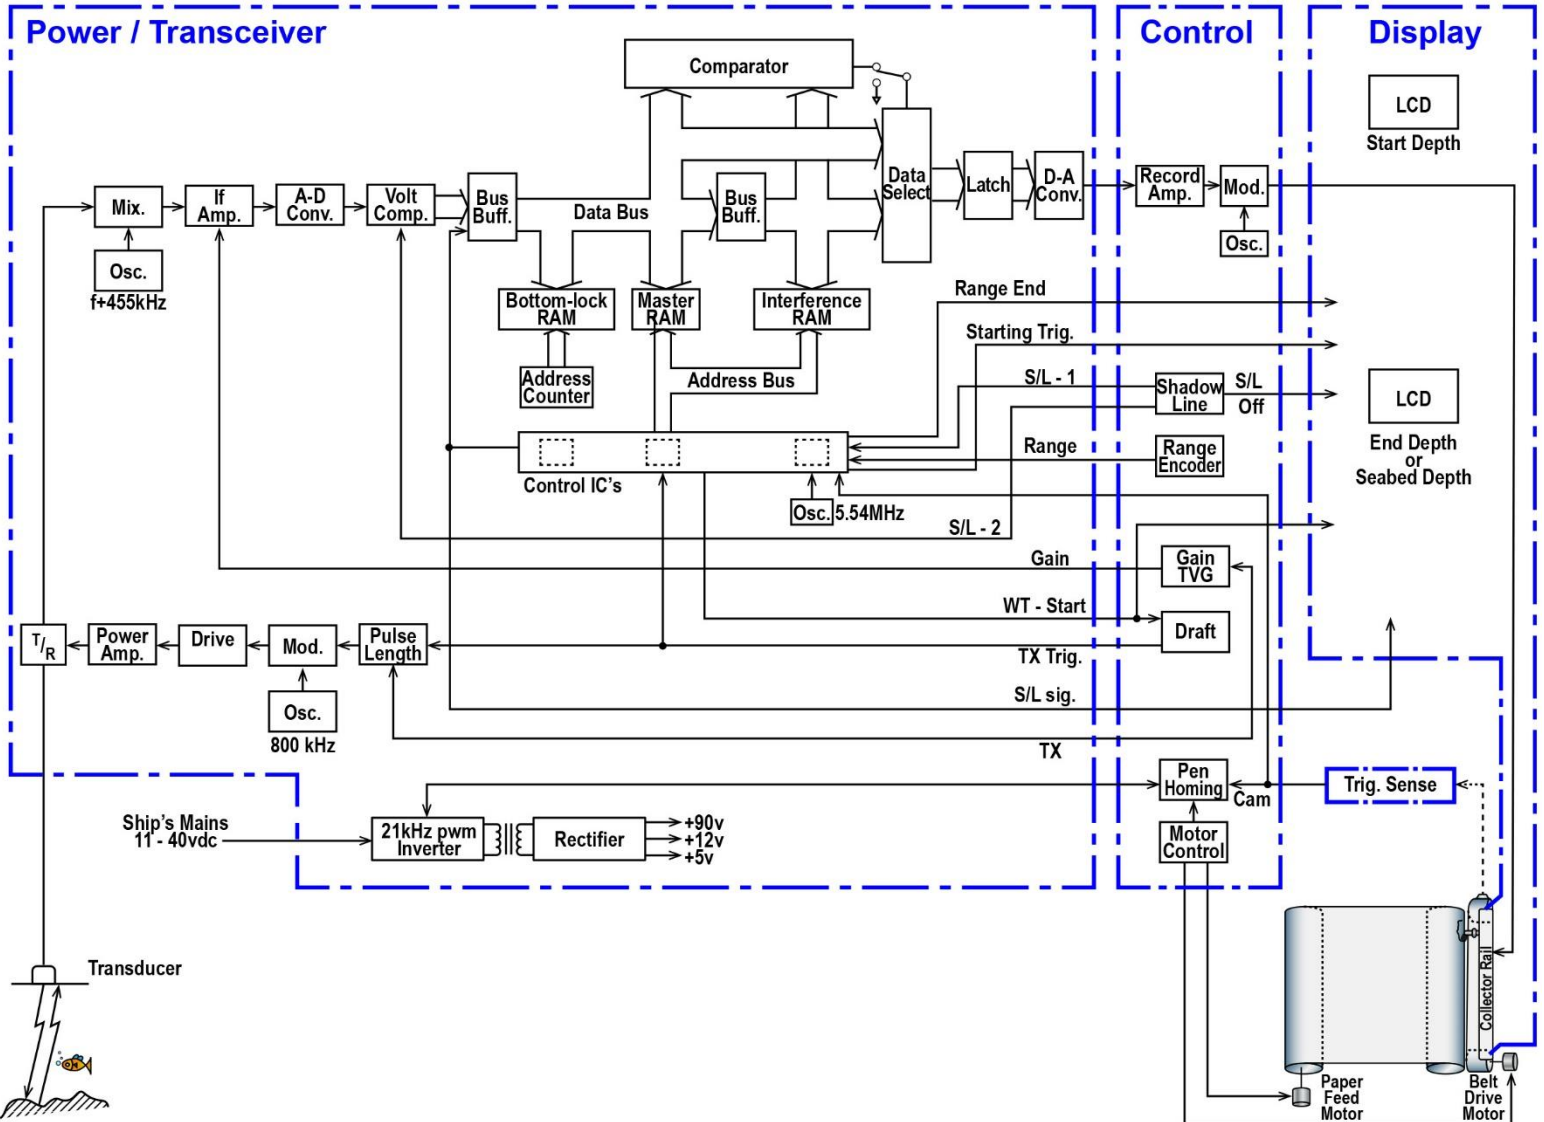 Power / Transceiver
Control
Display
Comparator
LCD
Start Depth
Mix.
If
Amp.
A-D
Conv.
Volt
Comp.
Bus
Buff.
Data Bus
Bus
Buff.
Data
Select
Latch
D-A
Conv.
Record
Amp.
Mod.
Osc.
Osc.
f+455kHz
Bottom-lock
RAM
Master
RAM
Interference
RAM
Range End
Starting Trig.
Address
Counter
Address Bus
S/L - 1
Shadow
Line
S/L
Off
LCD
End Depth
or
Seabed Depth
Range
Range
Encoder
Control IC's
Osc.
5.54MHz
S/L - 2
Gain
Gain
TVG
WT - Start
Draft
T/R
Power
Amp.
Drive
Mod.
Pulse
Length
TX Trig.
Osc.
800 kHz
S/L sig.
TX
Pen
Homing
Cam
Trig. Sense
Ship's Mains
11 - 40vdc
21kHz pwm
Inverter
Rectifier
+90v
+12v
+5v
Motor
Control
Transducer
Collector Rail
Paper
Feed
Motor
Belt
Drive
Motor